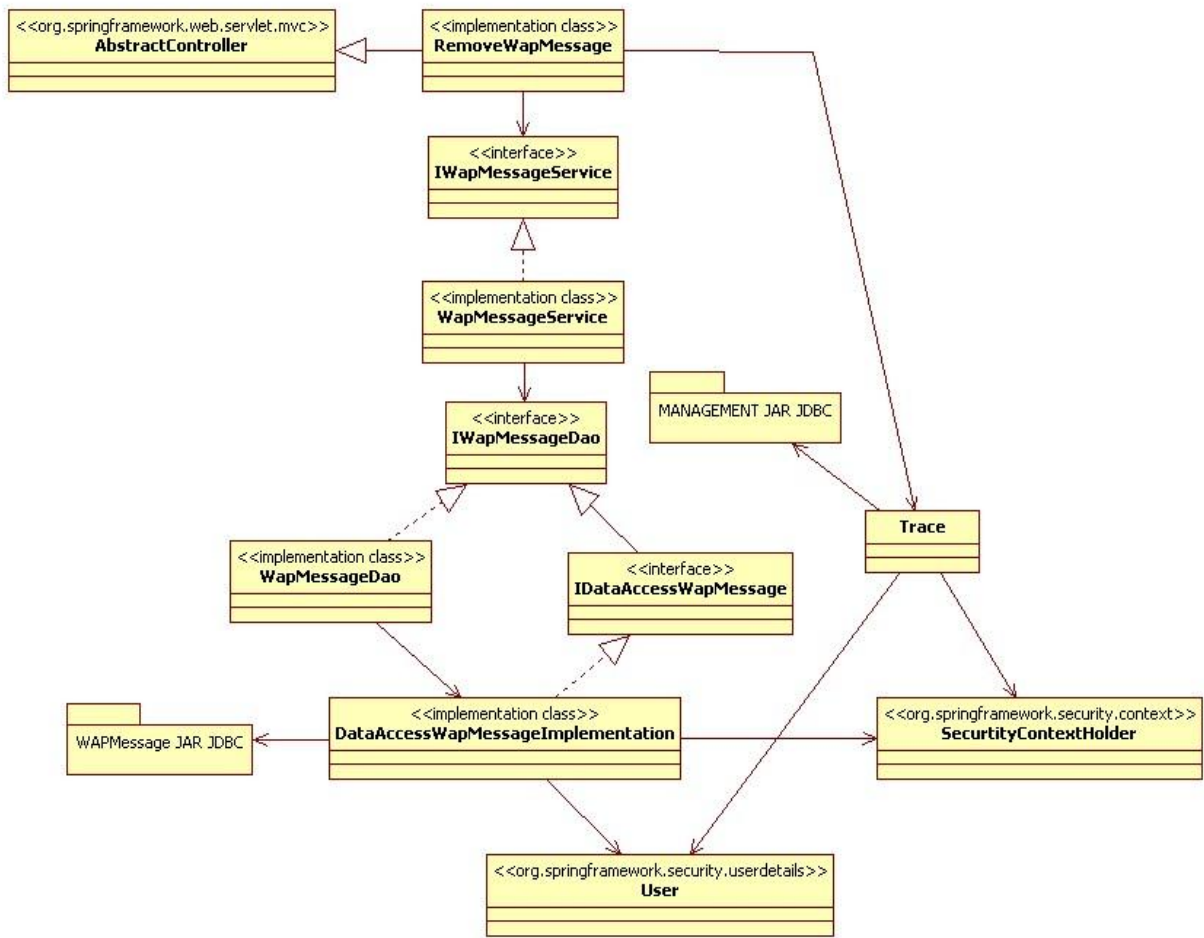 <<org.springframework.web.servlet.mvc>>
AbstractController
<<implementation class>>
RemoveWapMessage
<<interface>>
IWapMessageService
<<implementation class>>
WapMessageService
MANAGEMENT JAR JDBC
<<interface>>
IWapMessageDao
Trace
<<implementation class>>
WapMessageDao
<<interface>>
IDataAccessWapMessage
WAPMessage JAR JDBC
<<implementation class>>
DataAccessWapMessageImplementation
<<org.springframework.security.context>>
SecurtityContextHolder
<<org.springframework.security.userdetails>>
User